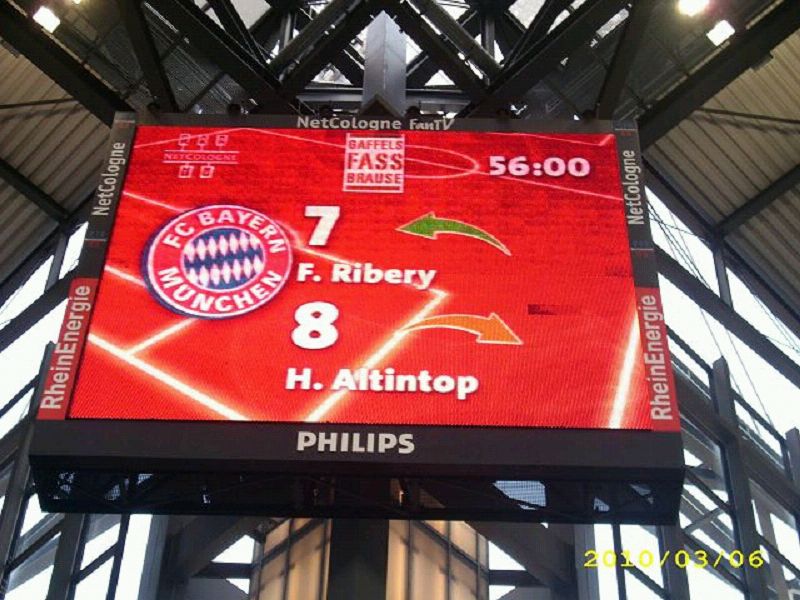 NetCologne FanTV
NetCologne
NetCologne
NETCOLOGNE
GAFFELS
FASS
BRAUSE
56:00
FC BAYERN
MÜNCHEN
7
F. Ribery
8
H. Altintop
RheinEnergie
RheinEnergie
PHILIPS
2010/03/06